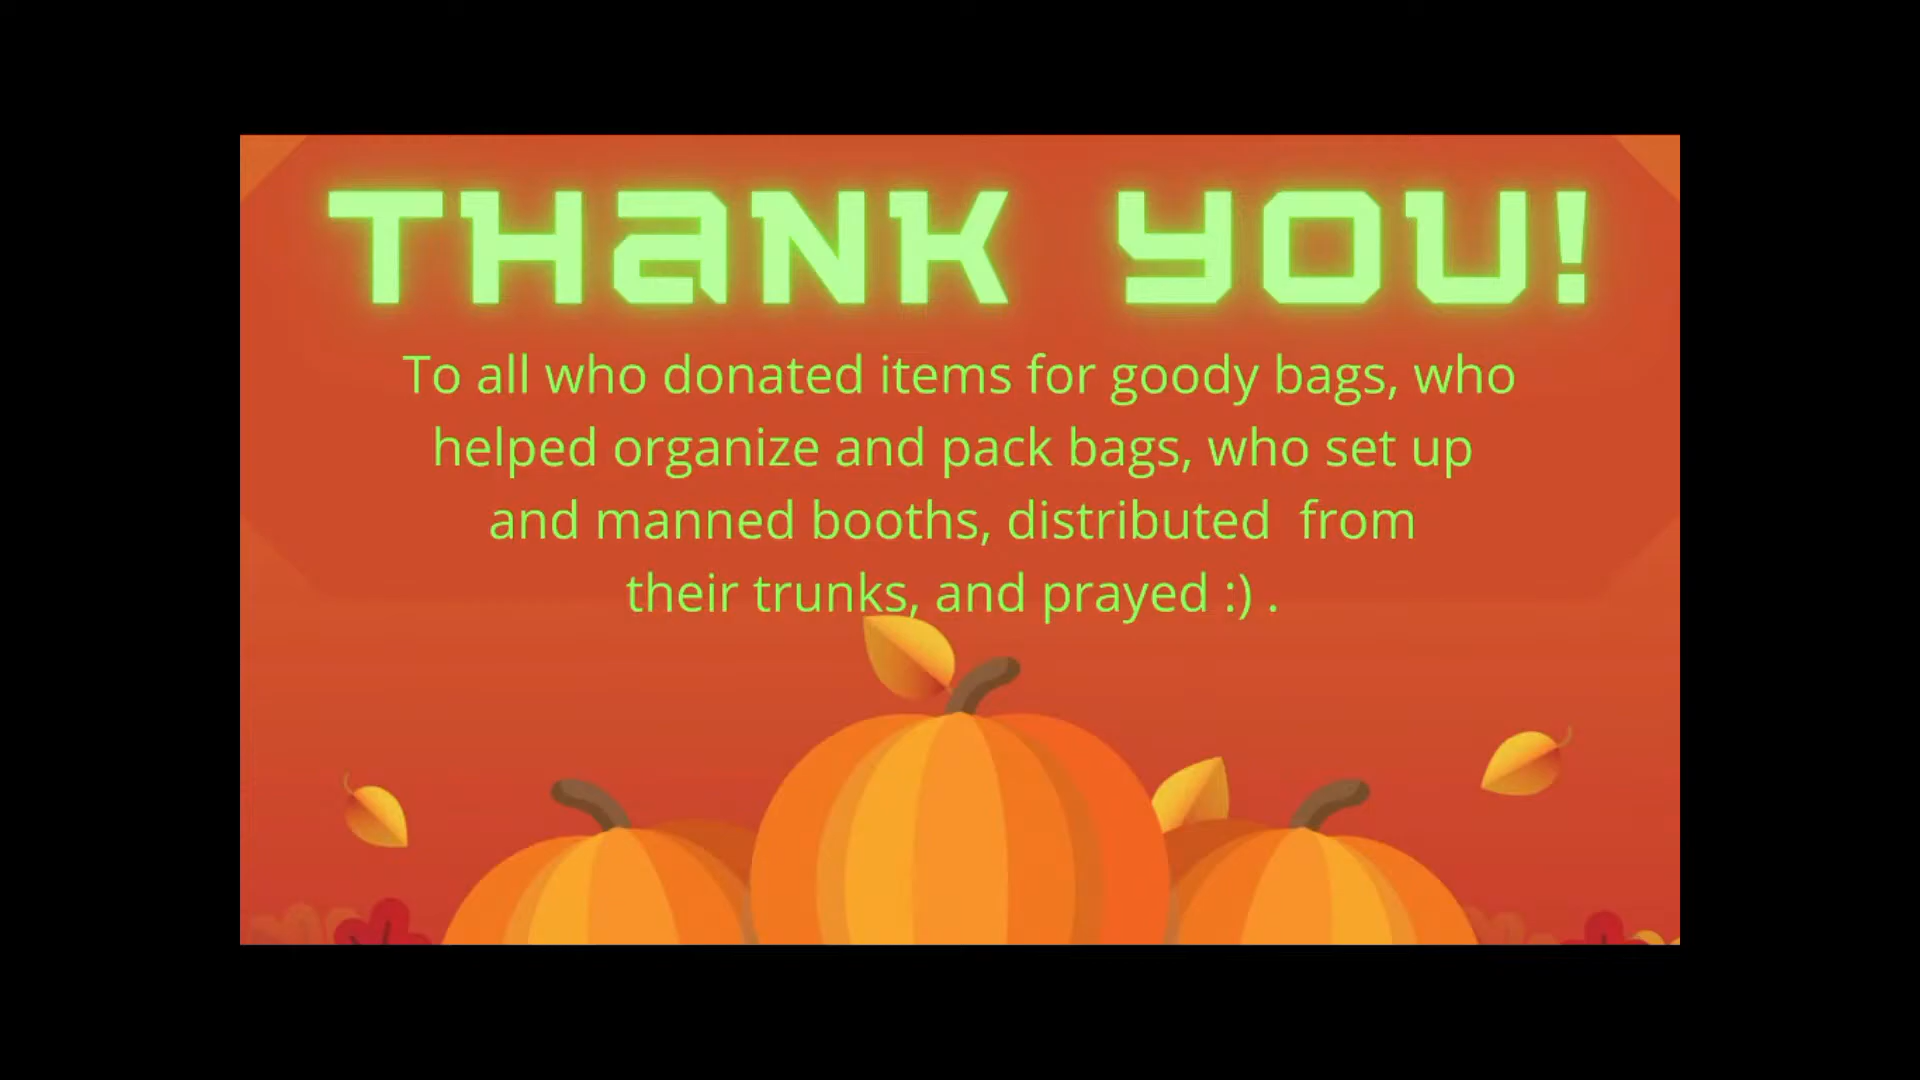 THaNK YOU!
To all who donated items for goody bags, who
helped organize and pack bags, who set up
and manned booths, distributed  from
their trunks, and prayed :) .